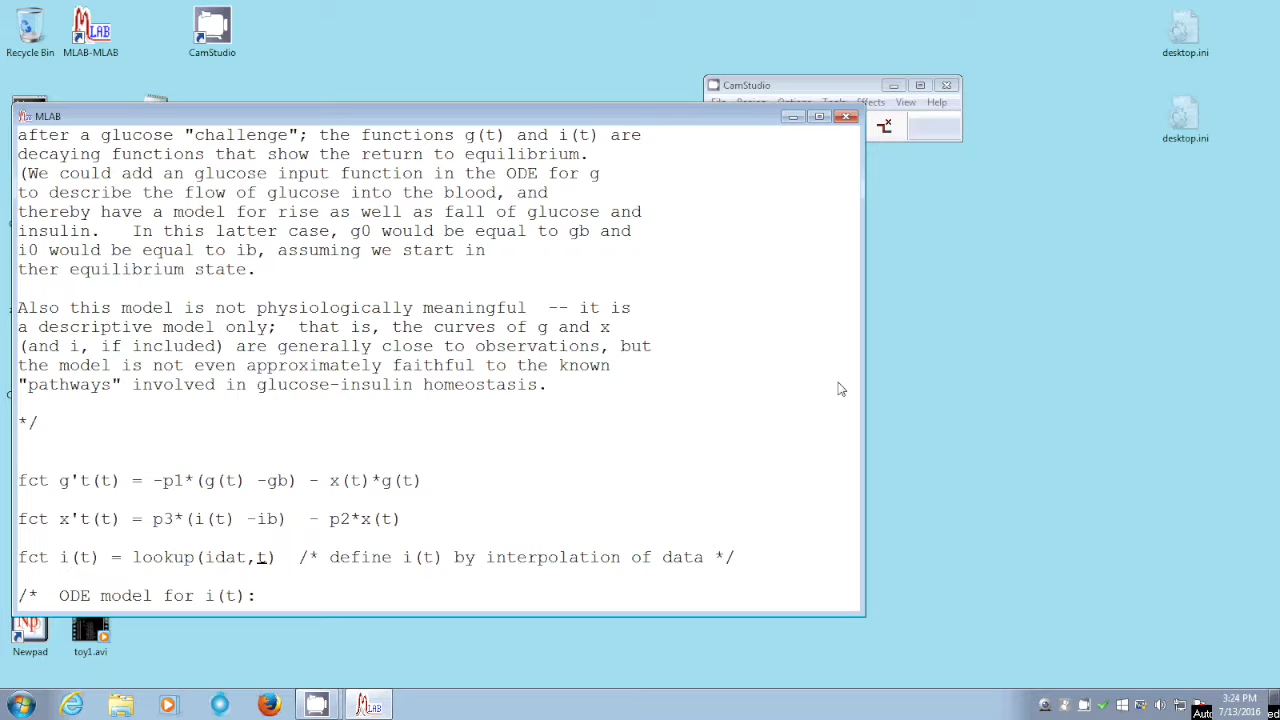 Recycle Bin
MLAB-MLAB
CamStudio
desktop.ini
desktop.ini
CamStudio
File Region Options Tools Effects View Help
MLAB
after a glucose "challenge"; the functions g(t) and i(t) are
decaying functions that show the return to equilibrium.
(We could add an glucose input function in the ODE for g
to describe the flow of glucose into the blood, and
thereby have a model for rise as well as fall of glucose and
insulin.   In this latter case, g0 would be equal to gb and
i0 would be equal to ib, assuming we start in
ther equilibrium state.
Also this model is not physiologically meaningful  -- it is
a descriptive model only;  that is, the curves of g and x
(and i, if included) are generally close to observations, but
the model is not even approximately faithful to the known
"pathways" involved in glucose-insulin homeostasis.
*/
fct g't(t) = -p1*(g(t) -gb) - x(t)*g(t)
fct x't(t) = p3*(i(t) -ib)  - p2*x(t)
fct i(t) = lookup(idat,t)  /* define i(t) by interpolation of data */
/*  ODE model for i(t):
Np
Newpad
toy1.avi
3:24 PM
7/13/2016